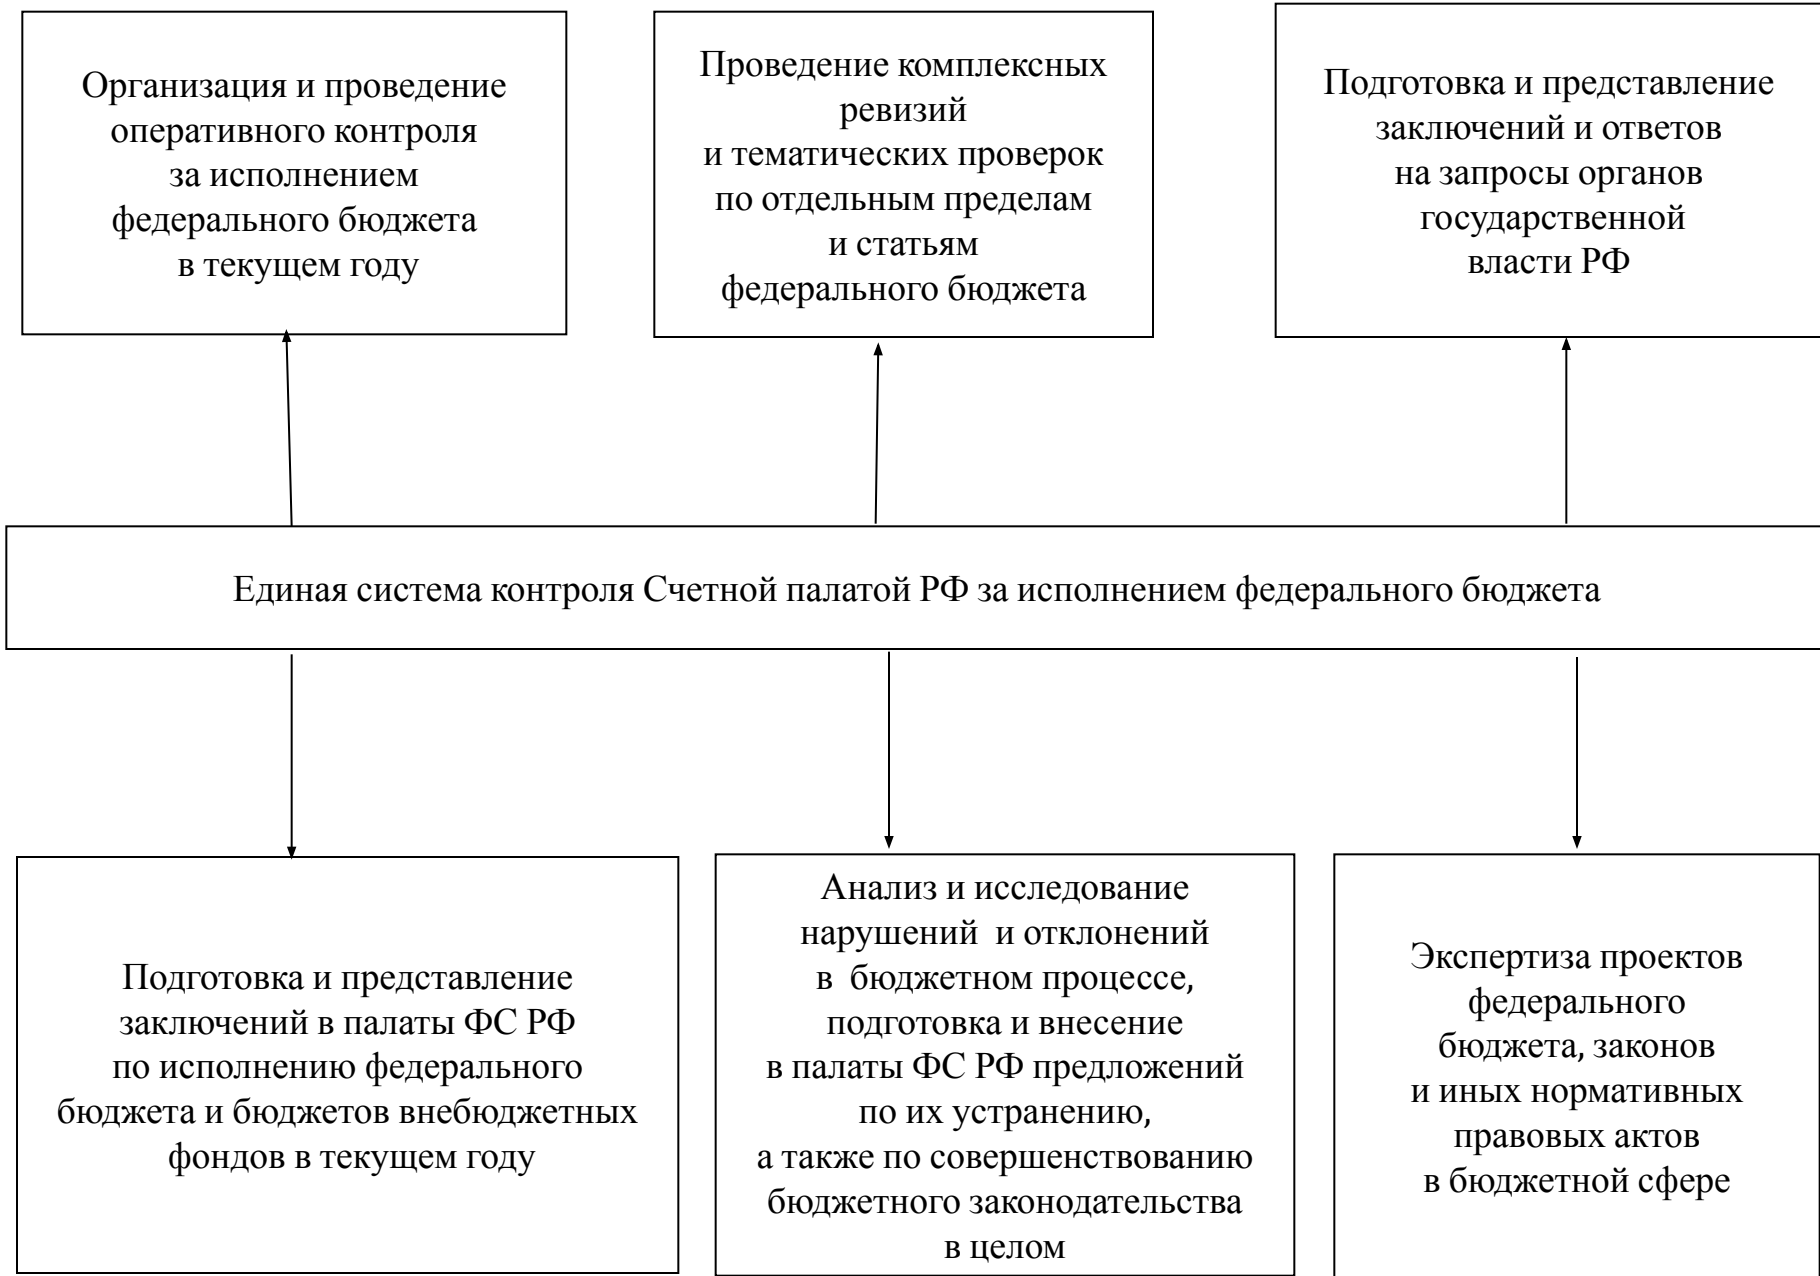 Организация и проведение
оперативного контроля
за исполнением
федерального бюджета
в текущем году
Проведение комплексных
ревизий
и тематических проверок
по отдельным пределам
и статьям
федерального бюджета
Подготовка и представление
заключений и ответов
на запросы органов
государственной
власти РФ
Единая система контроля Счетной палатой РФ за исполнением федерального бюджета
Подготовка и представление
заключений в палаты ФС РФ
по исполнению федерального
бюджета и бюджетов внебюджетных
фондов в текущем году
Анализ и исследование
нарушений  и отклонений
в  бюджетном процессе,
подготовка и внесение
в палаты ФС РФ предложений
по их устранению,
а также по совершенствованию
бюджетного законодательства
в целом
Экспертиза проектов
федерального
бюджета, законов
и иных нормативных
правовых актов
в бюджетной сфере